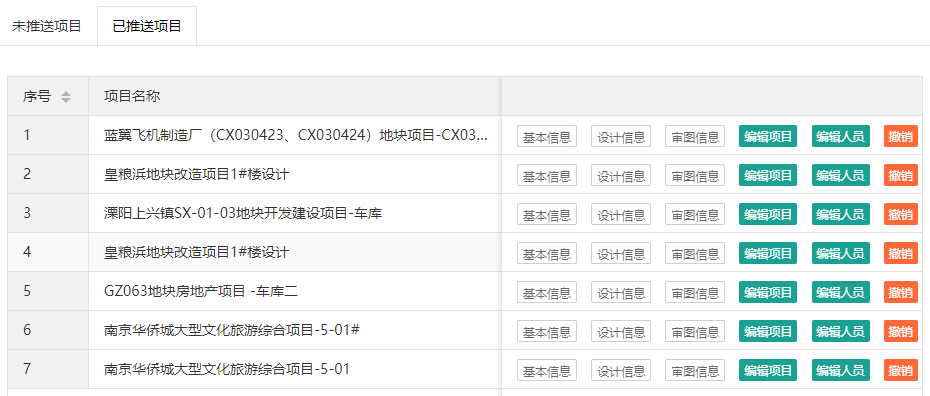 未推送项目 已推送项目
序号 项目名称
1 蓝翼飞机制造厂（CX030423、CX030424）地块项目-CX03... 基本信息 设计信息 审图信息 编辑项目 编辑人员 撤销
2 皇粮浜地块改造项目1#楼设计 基本信息 设计信息 审图信息 编辑项目 编辑人员 撤销
3 溧阳上兴镇SX-01-03地块开发建设项目-车库 基本信息 设计信息 审图信息 编辑项目 编辑人员 撤销
4 皇粮浜地块改造项目1#楼设计 基本信息 设计信息 审图信息 编辑项目 编辑人员 撤销
5 GZ063地块房地产项目 -车库二 基本信息 设计信息 审图信息 编辑项目 编辑人员 撤销
6 南京华侨城大型文化旅游综合项目-5-01# 基本信息 设计信息 审图信息 编辑项目 编辑人员 撤销
7 南京华侨城大型文化旅游综合项目-5-01 基本信息 设计信息 审图信息 编辑项目 编辑人员 撤销